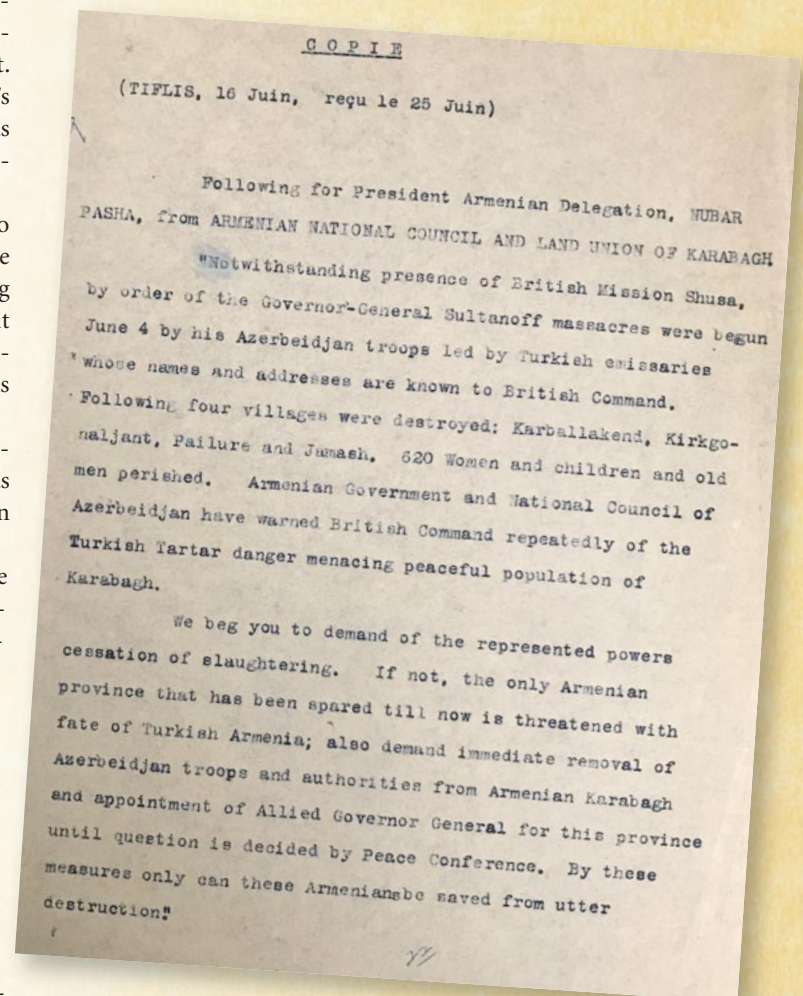 COPIE
(TIFLIS, 16 Juin, reçu le 25 Juin)
Following for President Armenian Delegation, NUBAR
PASHA, from ARMENIAN NATIONAL COUNCIL AND LAND UNION OF KARABAGH
"Notwithstanding presence of British Mission Shusa,
by order of the Governor-General Sultanoff massacres were begun
June 4 by his Azerbeidjan troops led by Turkish emissaries
whose names and addresses are known to British Command.
Following four villages were destroyed: Karballakend, Kirkgo-
naljant, Pailure and Jamash. 620 Women and children and old
men perished. Armenian Government and National Council of
Azerbeidjan have warned British Command repeatedly of the
Turkish Tartar danger menacing peaceful population of
Karabagh.
We beg you to demand of the represented powers
cessation of slaughtering. If not, the only Armenian
province that has been spared till now is threatened with
fate of Turkish Armenia; also demand immediate removal of
Azerbeidjan troops and authorities from Armenian Karabagh
and appointment of Allied Governor General for this province
until question is decided by Peace Conference. By these
measures only can these Armeniansbe saved from utter
destruction."